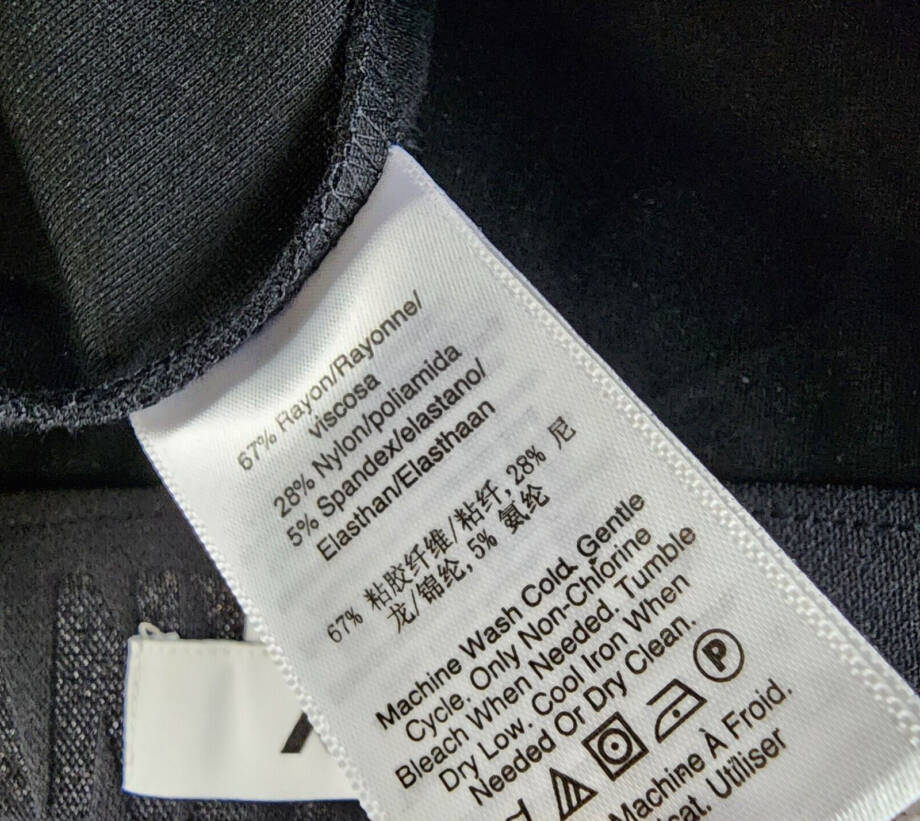 67% Rayon/Rayonne/
viscosa
28% Nylon/poliamida
5% Spandex/elastano/
Elasthan/Elasthaan
67% 粘胶纤维/粘纤, 28% 尼
龙/锦纶, 5% 氨纶
Machine Wash Cold. Gentle
Cycle. Only Non-Chlorine
Bleach When Needed. Tumble
Dry Low. Cool Iron When
Needed Or Dry Clean.
P
Machine À Froid.
Utiliser